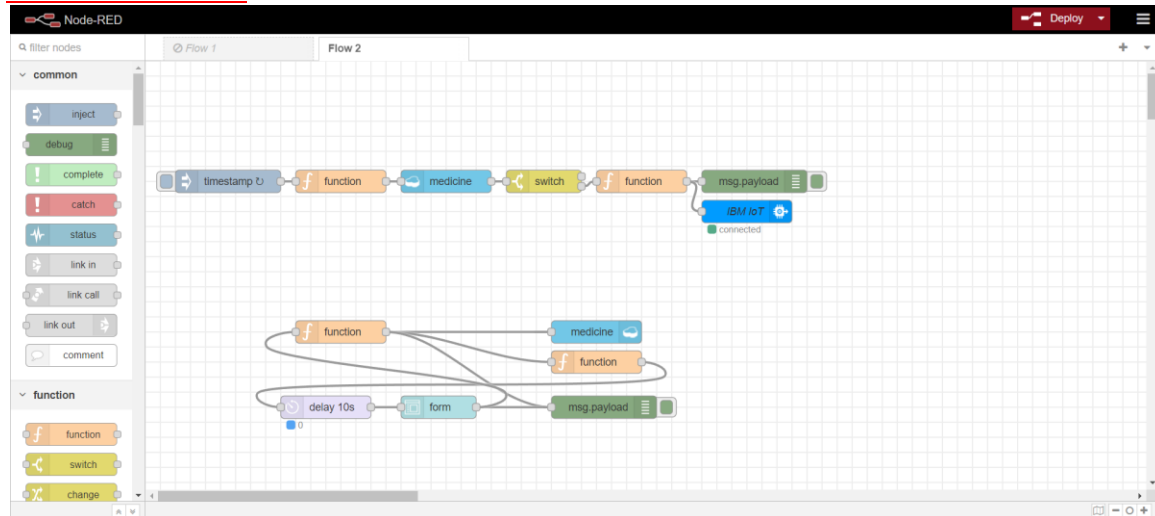 Node-RED
Deploy
filter nodes
Flow 1
Flow 2
common
inject
debug
complete
catch
status
link in
link call
link out
comment
function
function
switch
change
timestamp ↻
function
medicine
switch
function
msg.payload
IBM IoT
connected
function
medicine
function
delay 10s
form
msg.payload
0